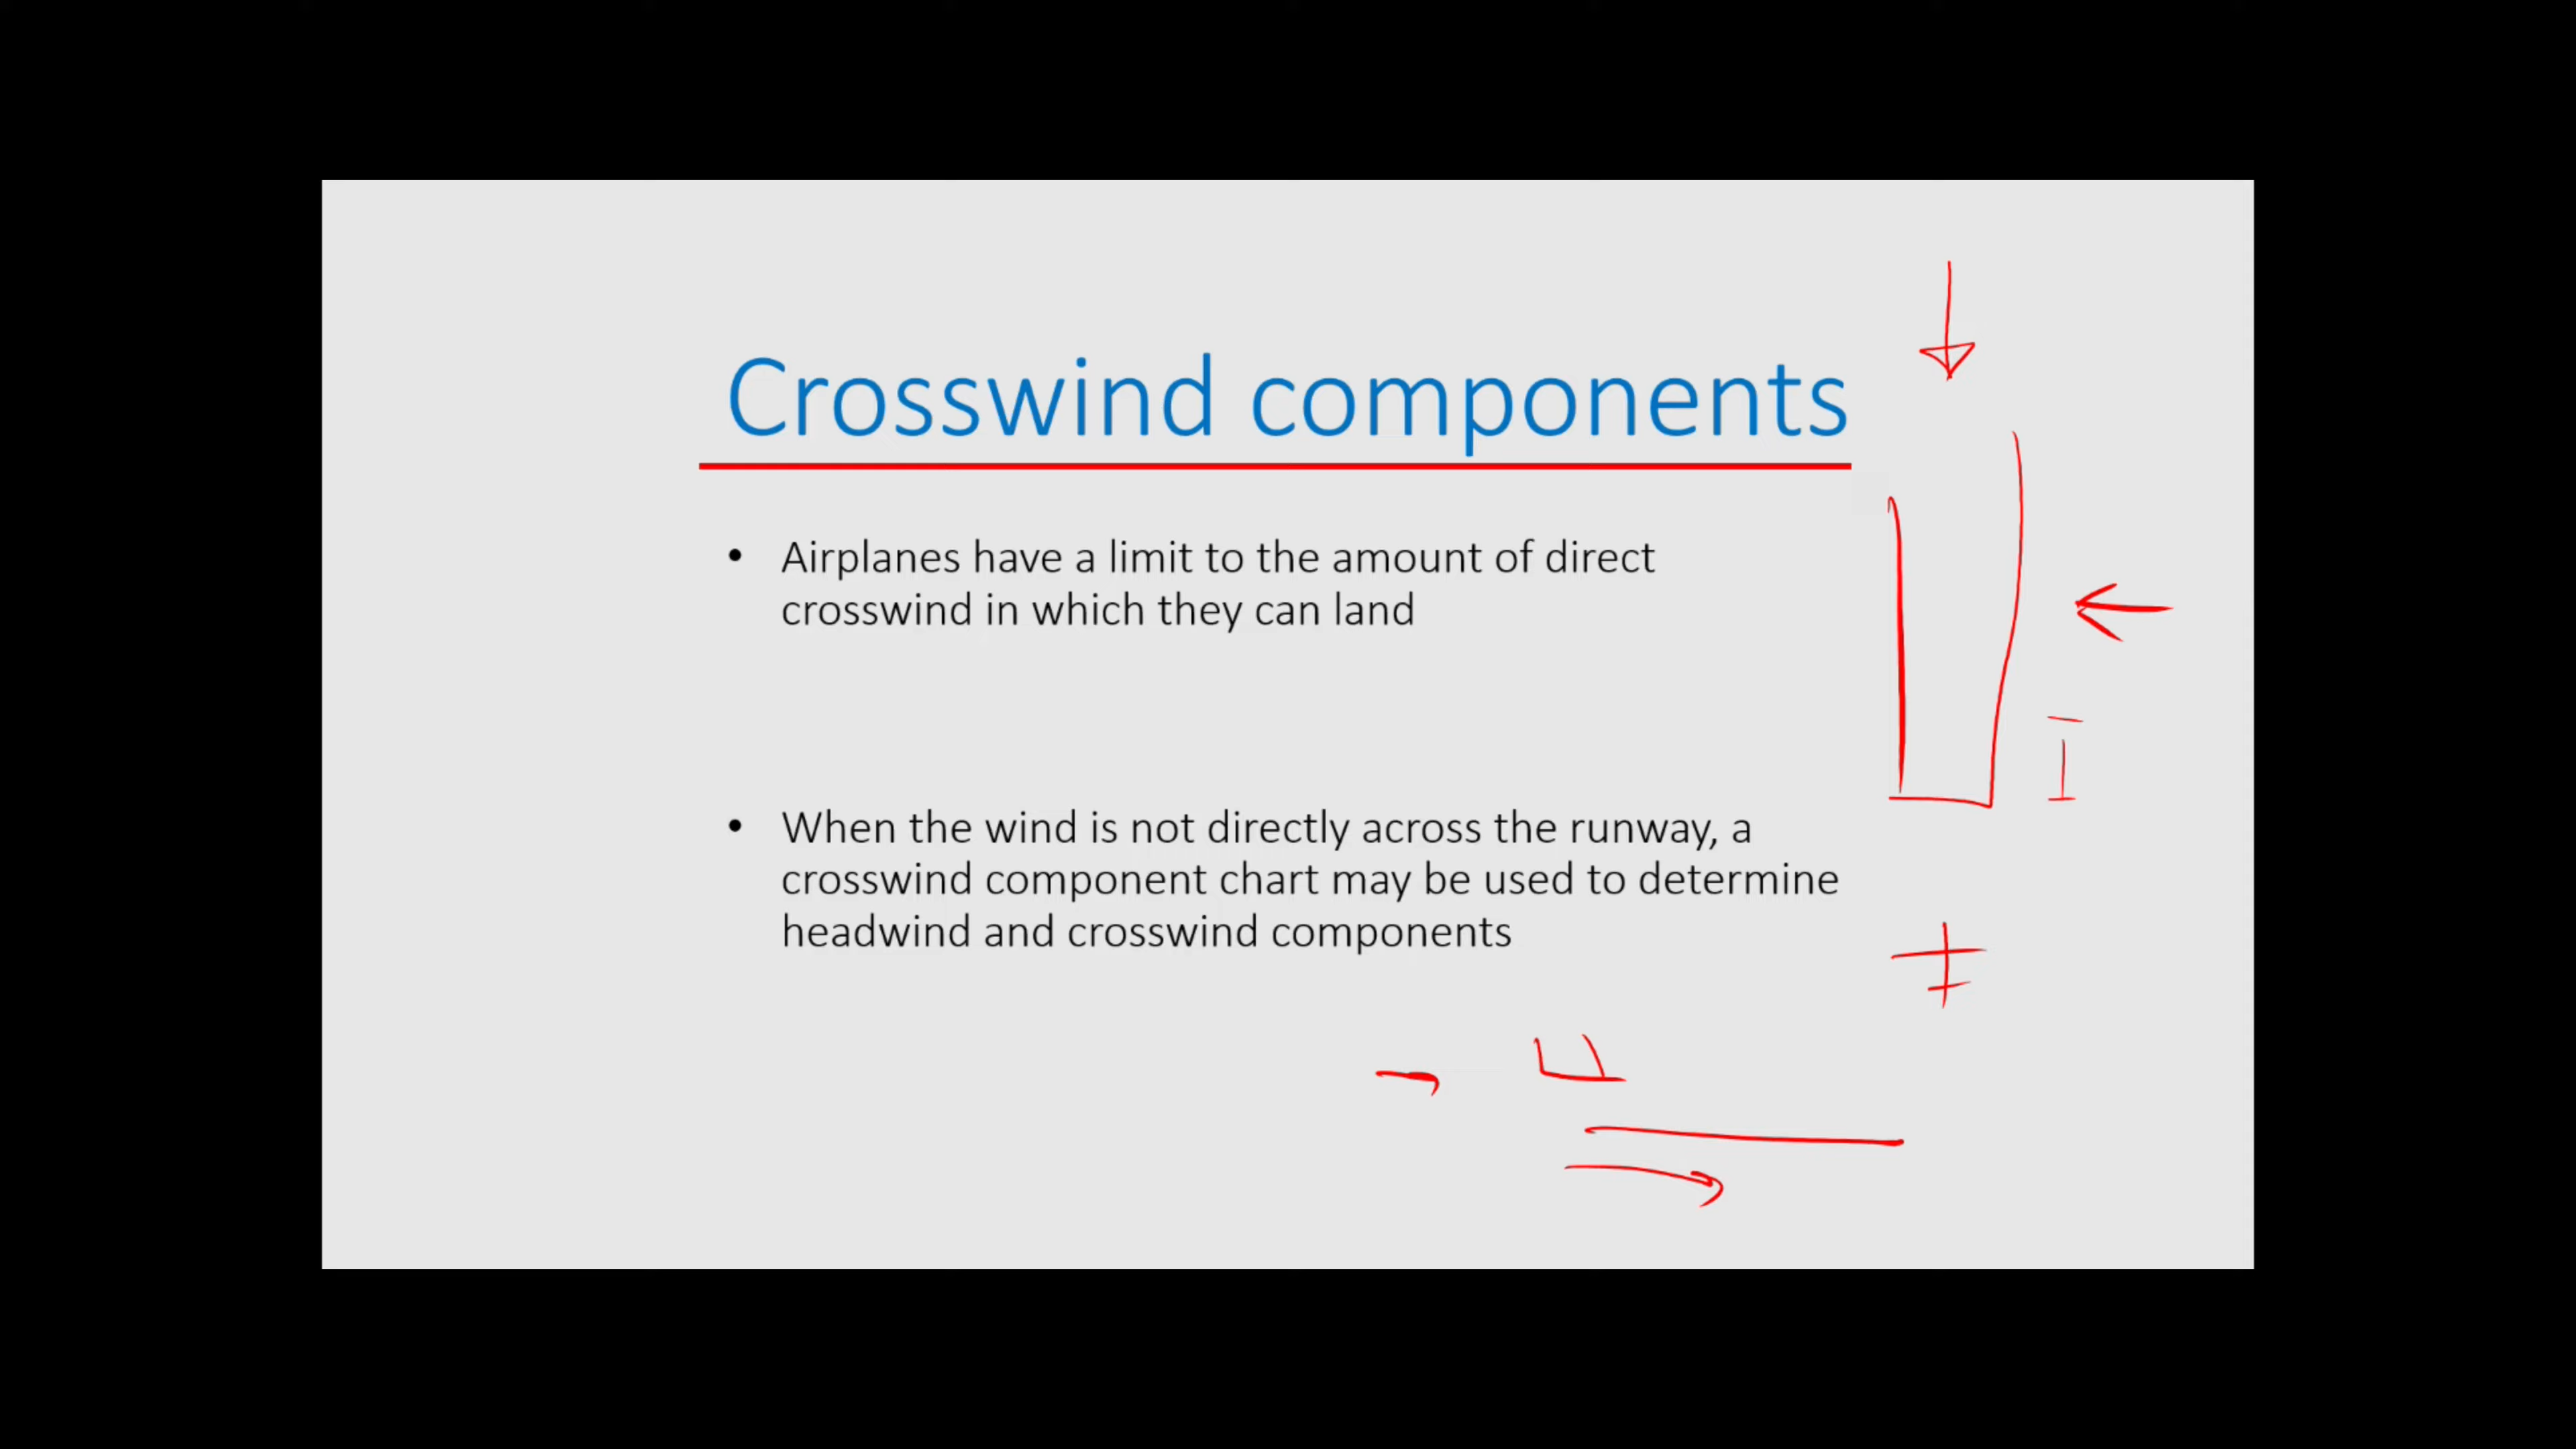 Crosswind components
• Airplanes have a limit to the amount of direct
crosswind in which they can land
• When the wind is not directly across the runway, a
crosswind component chart may be used to determine
headwind and crosswind components